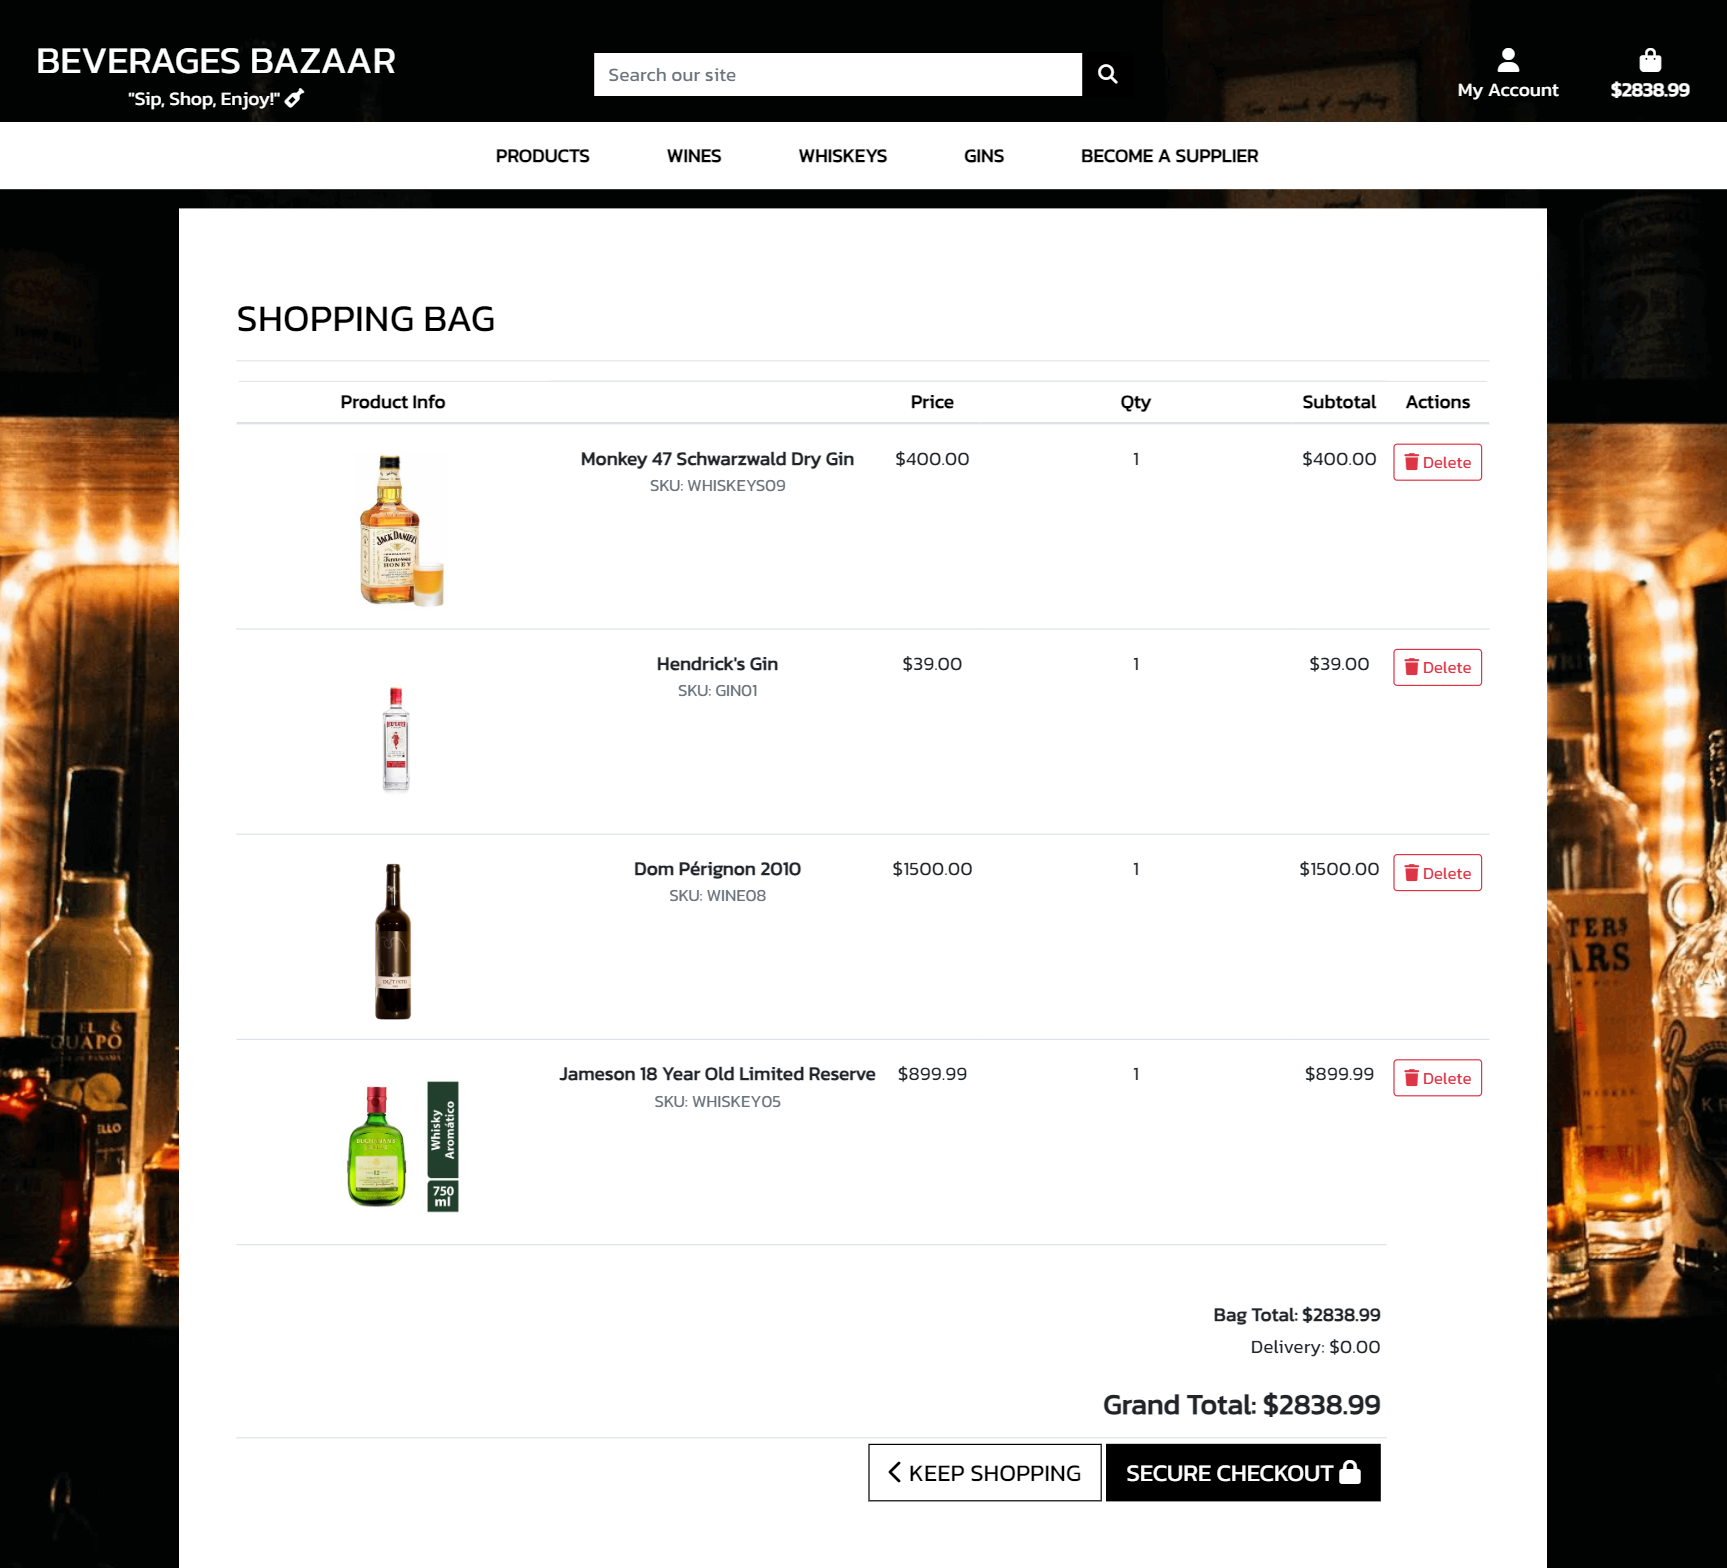 BEVERAGES BAZAAR
"Sip, Shop, Enjoy!"
Search our site
My Account
$2838.99
PRODUCTS WINES WHISKEYS GINS BECOME A SUPPLIER
SHOPPING BAG
Product Info Price Qty Subtotal Actions
Monkey 47 Schwarzwald Dry Gin $400.00 1 $400.00 Delete
SKU: WHISKEYS09
JACK DANIEL'S
Tennessee
HONEY
Hendrick's Gin $39.00 1 $39.00 Delete
SKU: GIN01
BEEFEATER
Dom Pérignon 2010 $1500.00 1 $1500.00 Delete
SKU: WINE08
Jameson 18 Year Old Limited Reserve $899.99 1 $899.99 Delete
SKU: WHISKEY05
Whisky
Aromático
750
ml
12
EL
GUAPO
Bag Total: $2838.99
Delivery: $0.00
Grand Total: $2838.99
KEEP SHOPPING SECURE CHECKOUT